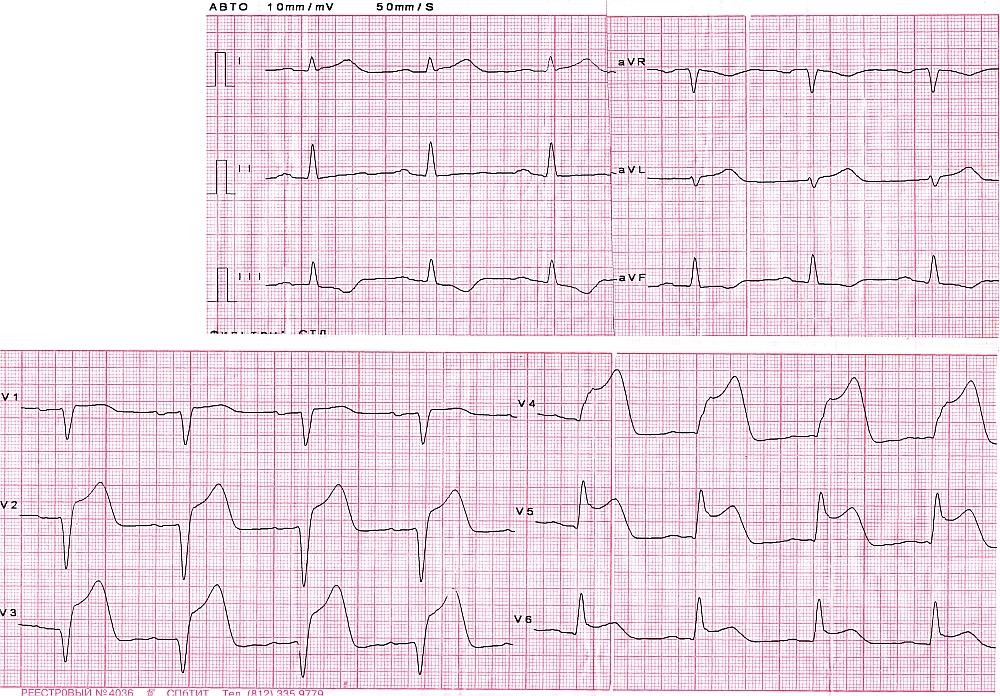 АВТО 10mm/mV 50mm/S
I
aVR
II
aVL
III
aVF
V1
V4
V2
V5
V3
V6
РЕЕСТРОВЫЙ №4036 СПбТИТ Тел. (812) 335 9779